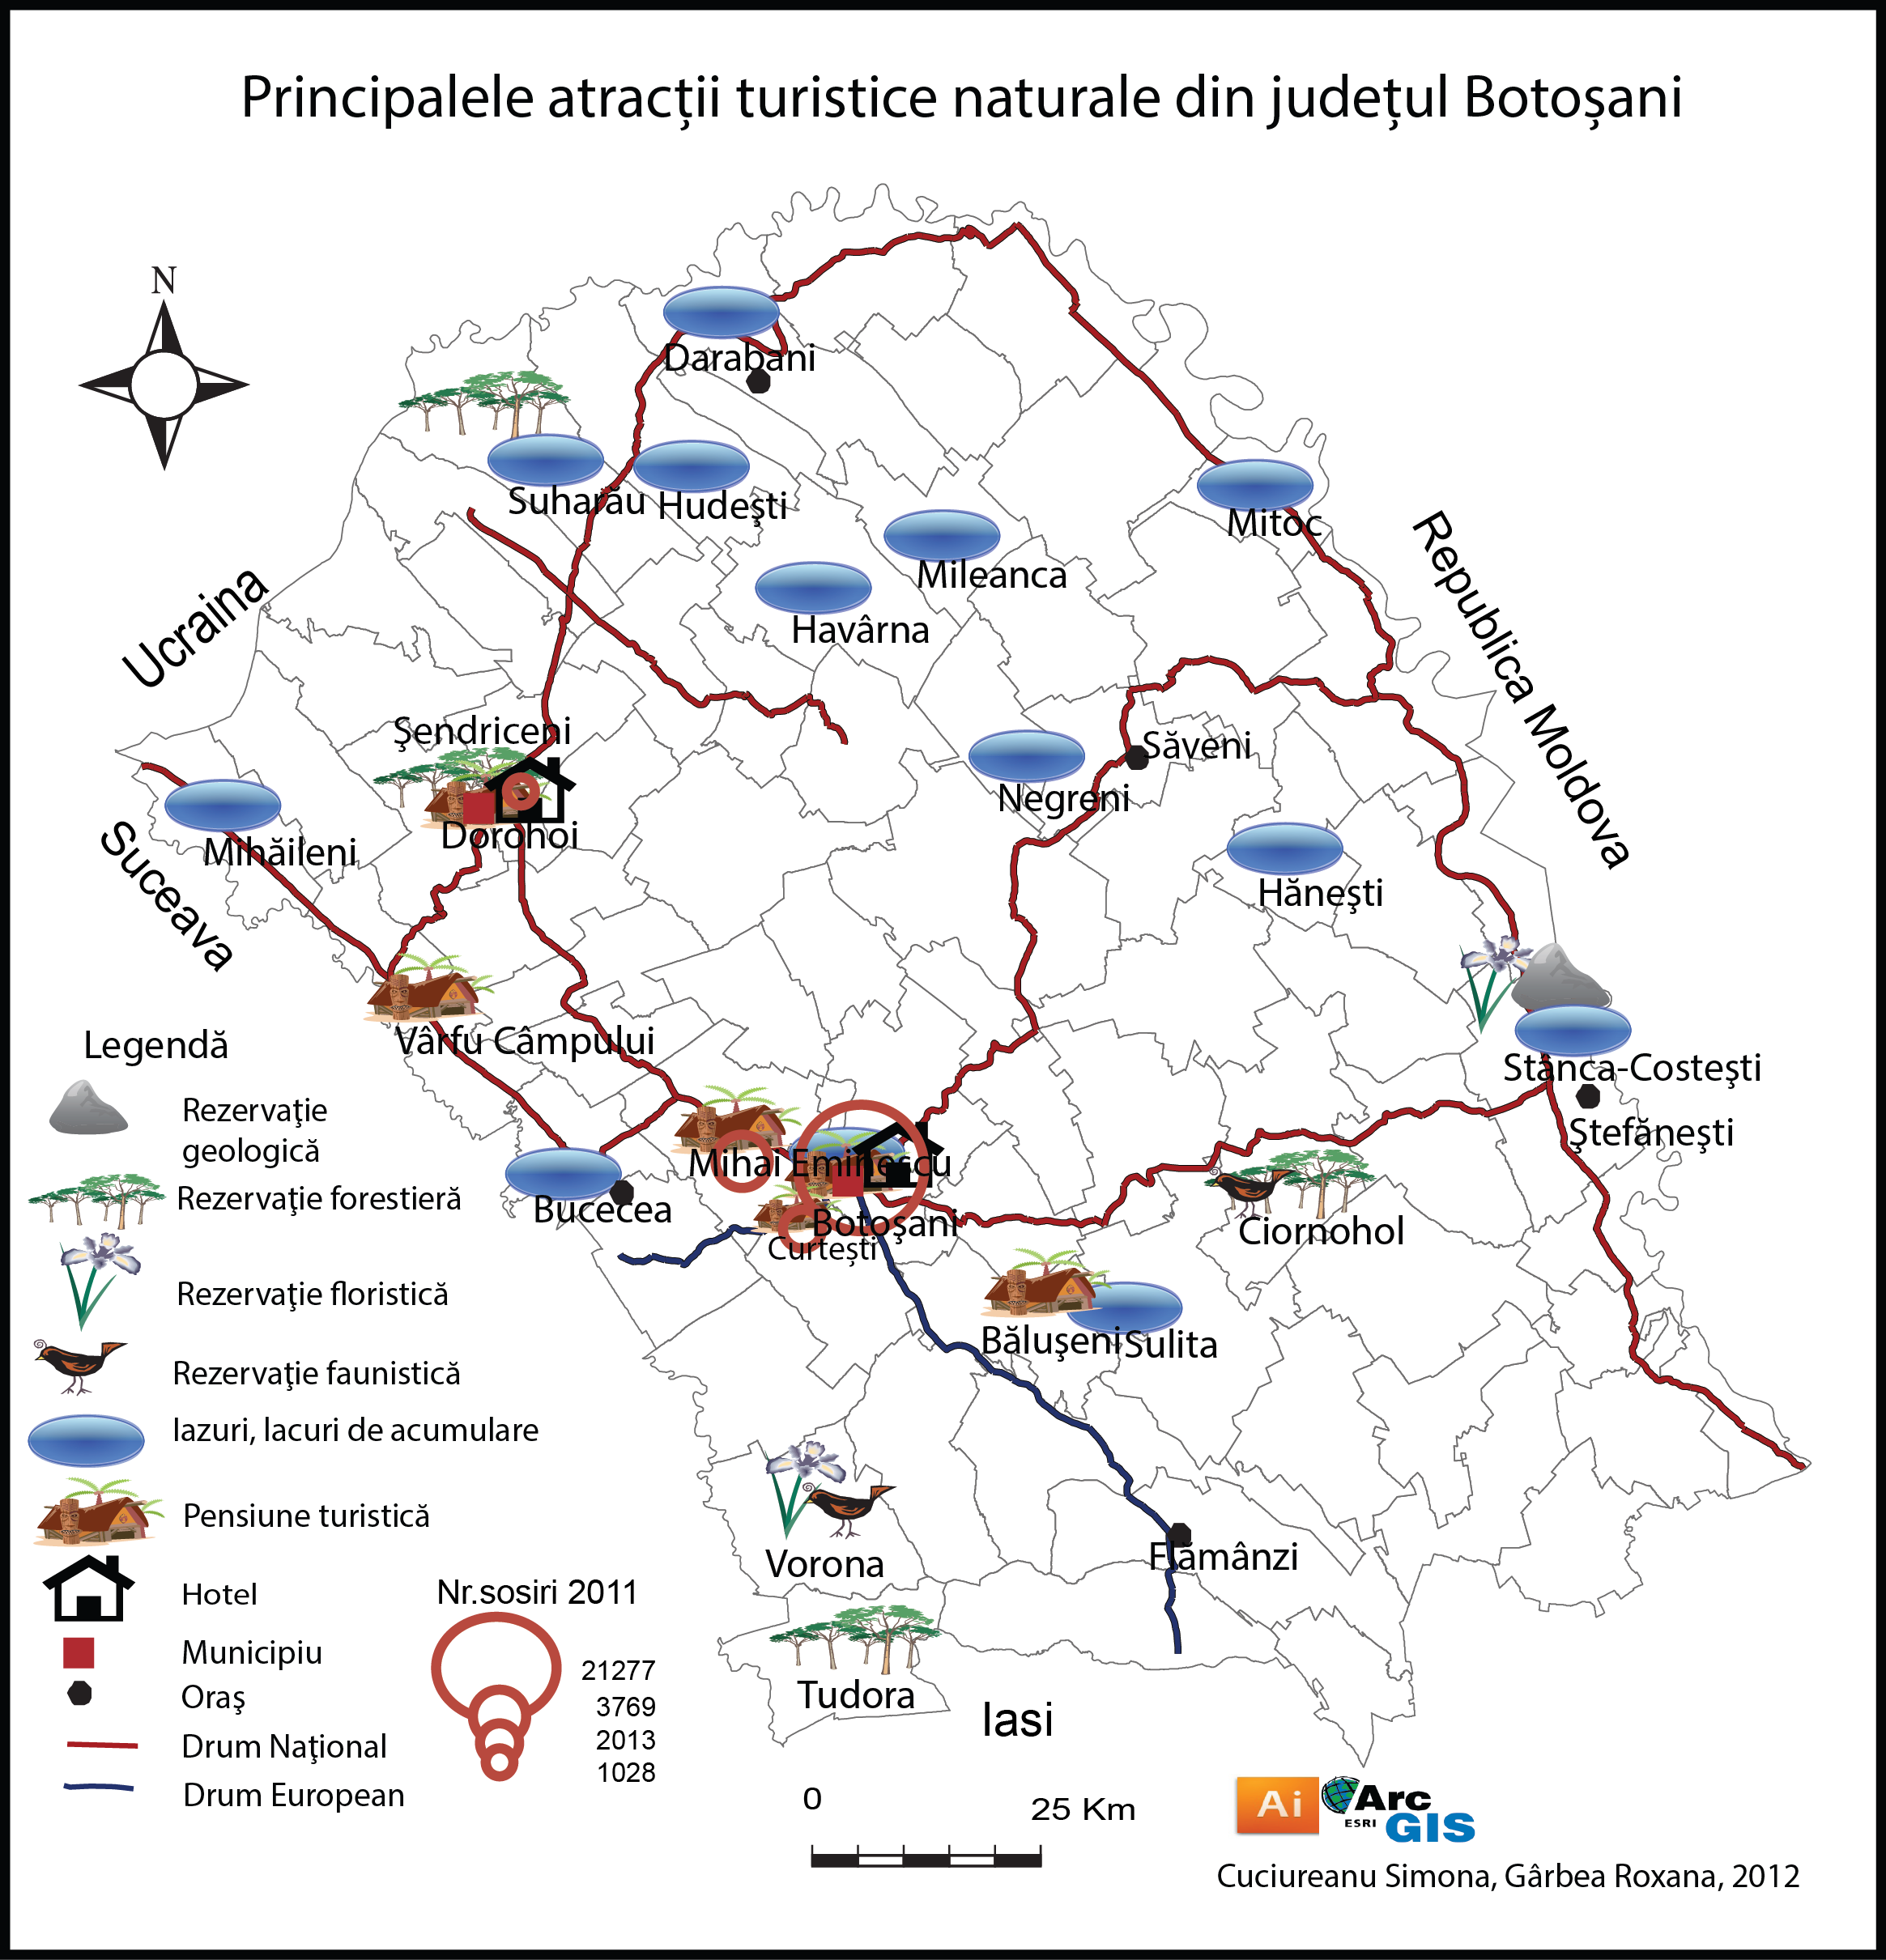 Principalele atracții turistice naturale din județul Botoșani
N
Darabani
Suharău
Hudeşti
Mitoc
Mileanca
Havârna
Ucraina
Republica Moldova
Şendriceni
Săveni
Negreni
Dorohoi
Mihăileni
Suceava
Hăneşti
Vârfu Câmpului
Stânca-Costeşti
Ştefăneşti
Mihai Eminescu
Bucecea
Botoşani
Curtești
Ciornohol
Băluşeni
Sulita
Vorona
Flămânzi
Tudora
Iasi
Legendă
Rezervaţie
geologică
Rezervaţie forestieră
Rezervaţie floristică
Rezervaţie faunistică
Iazuri, lacuri de acumulare
Pensiune turistică
Hotel
Municipiu
Oraş
Drum Naţional
Drum European
Nr.sosiri 2011
21277
3769
2013
1028
0
25 Km
Ai
Arc
ESRI
GIS
Cuciureanu Simona, Gârbea Roxana, 2012